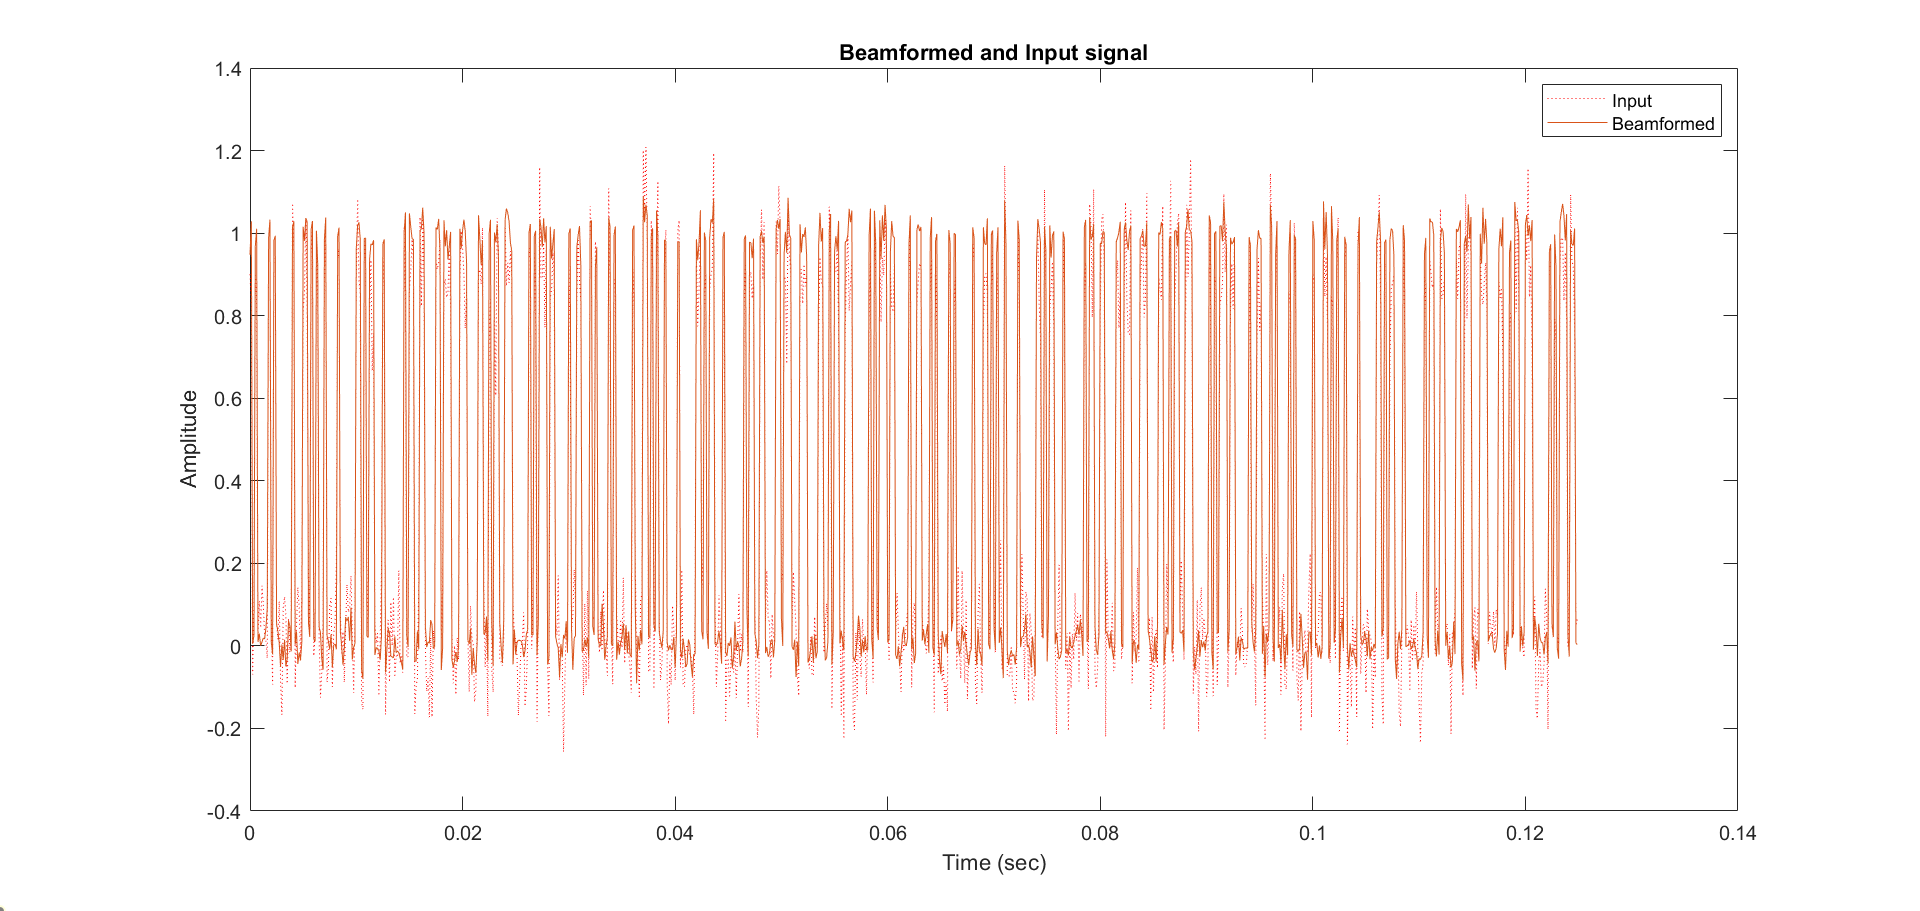 Beamformed and Input signal
1.4
1.2
1
0.8
0.6
0.4
0.2
0
-0.2
-0.4
Amplitude
Input
Beamformed
0 0.02 0.04 0.06 0.08 0.1 0.12 0.14
Time (sec)